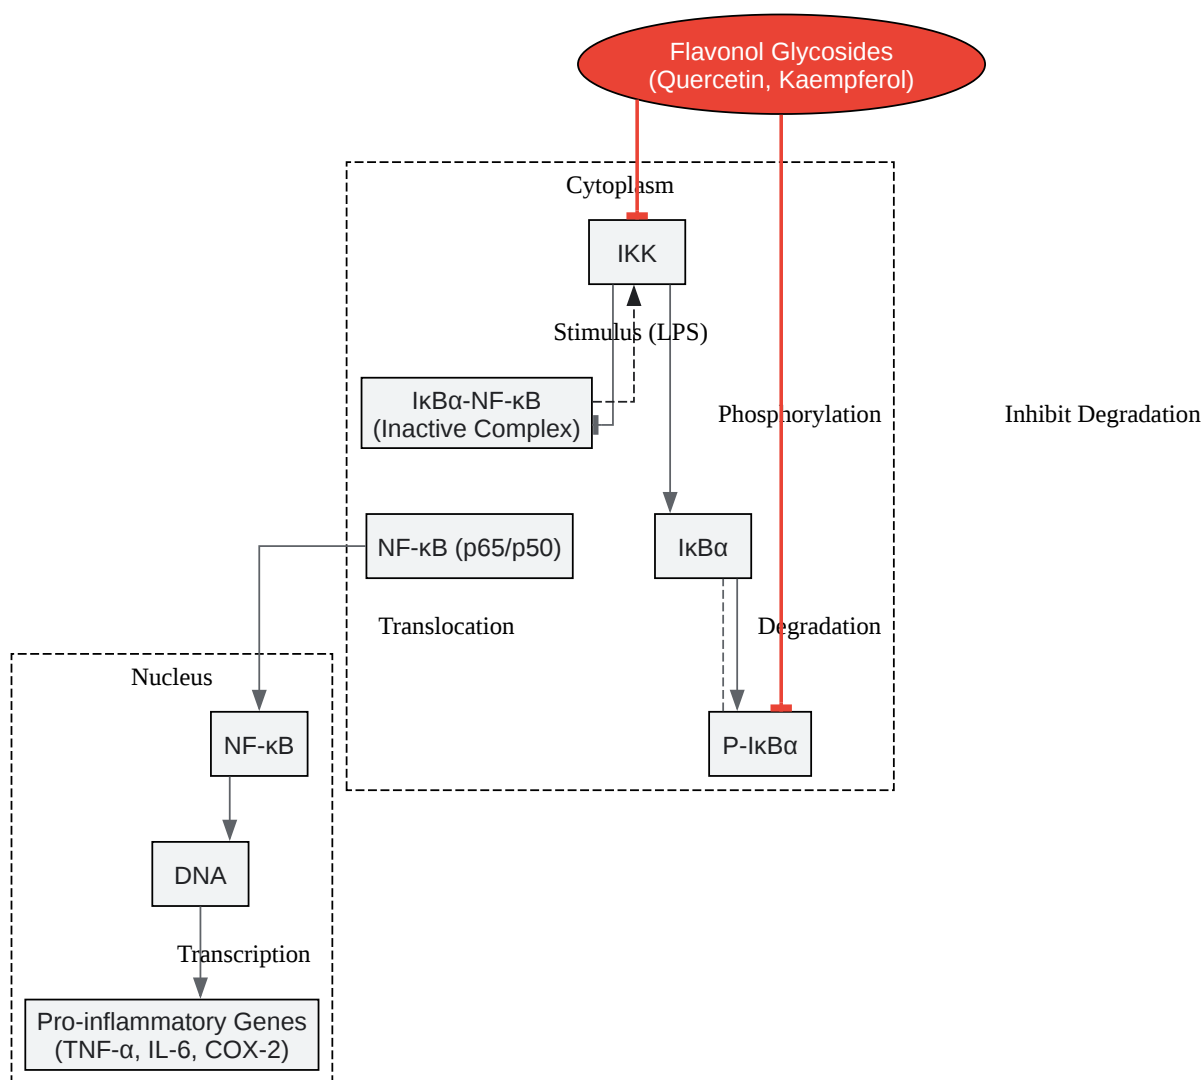 Flavonol Glycosides
(Quercetin, Kaempferol)
Cytoplasm
IKK
Stimulus (LPS)
IκBα-NF-κB
(Inactive Complex)
Phosphorylation
Inhibit Degradation
NF-κB (p65/p50)
IκBα
Translocation
Degradation
Nucleus
NF-κB
P-IκBα
DNA
Transcription
Pro-inflammatory Genes
(TNF-α, IL-6, COX-2)